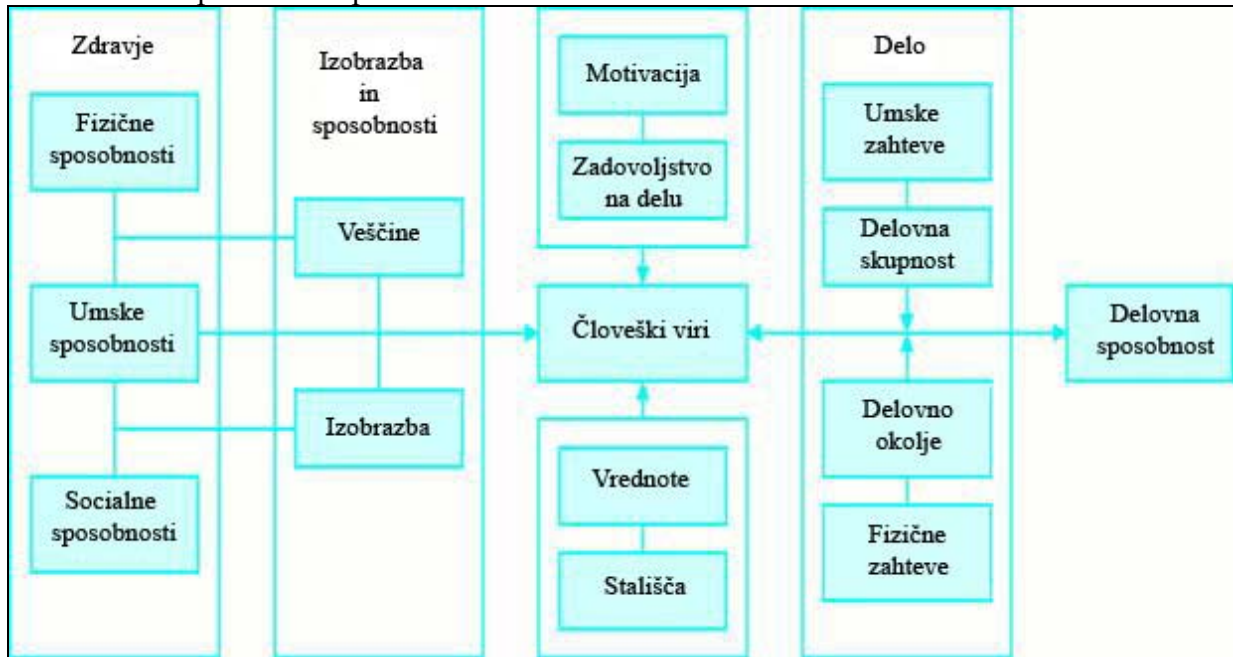 Zdravje
Fizične
sposobnosti
Umske
sposobnosti
Socialne
sposobnosti
Izobrazba
in
sposobnosti
Veščine
Izobrazba
Motivacija
Zadovoljstvo
na delu
Človeški viri
Vrednote
Stališča
Delo
Umske
zahteve
Delovna
skupnost
Delovno
okolje
Fizične
zahteve
Delovna
sposobnost